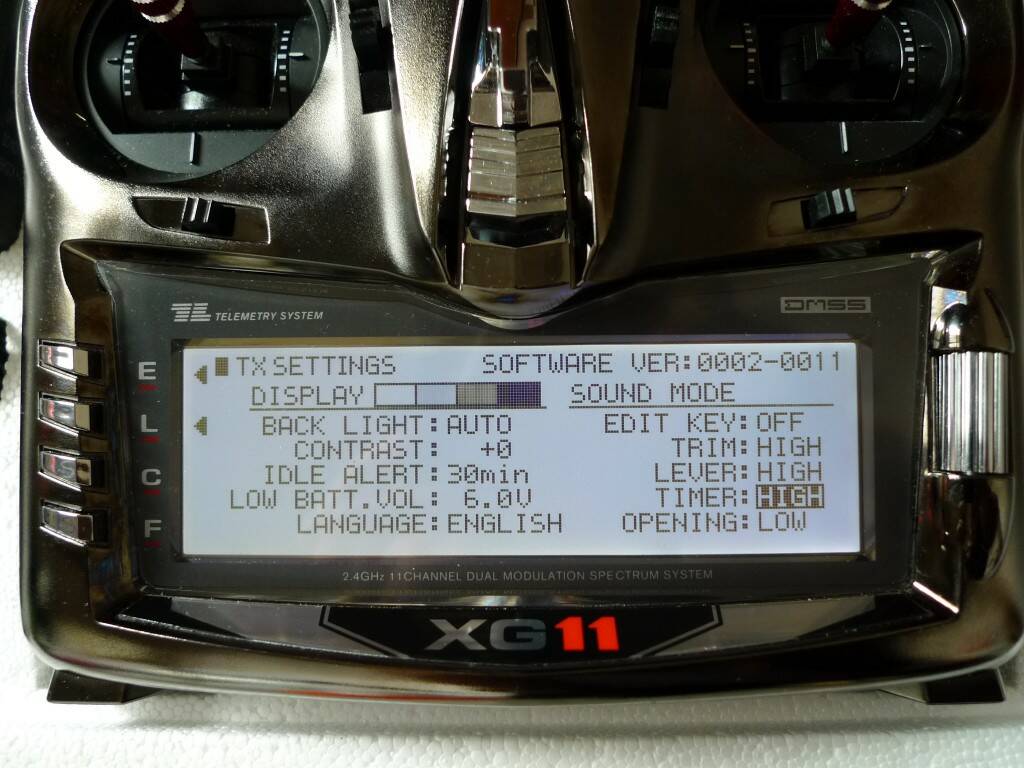 TELEMETRY SYSTEM
DMSS
TX SETTINGS SOFTWARE VER:0002-0011
DISPLAY SOUND MODE
BACK LIGHT:AUTO EDIT KEY:OFF
CONTRAST: +0 TRIM:HIGH
IDLE ALERT:30min LEVER:HIGH
LOW BATT.VOL: 6.0V TIMER:HIGH
LANGUAGE:ENGLISH OPENING:LOW
E
L
C
F
2.4GHz 11CHANNEL DUAL MODULATION SPECTRUM SYSTEM
XG11